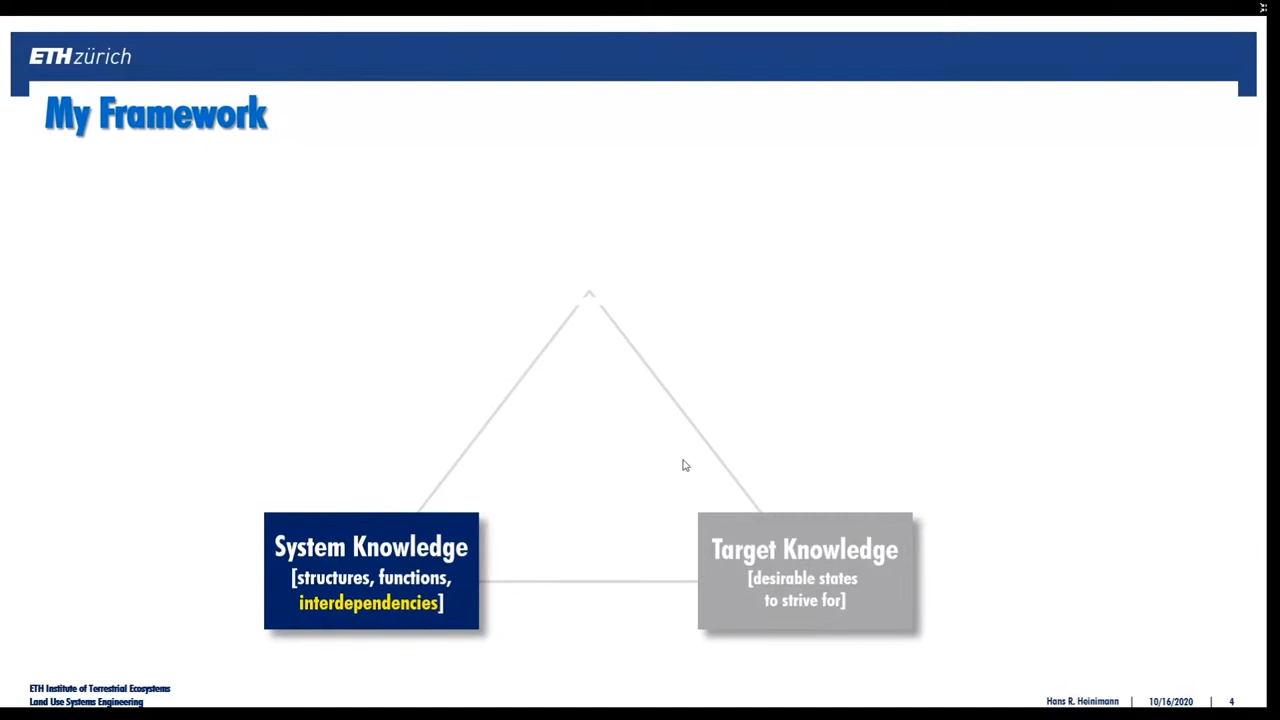 ETH zürich
My Framework
System Knowledge
[structures, functions,
interdependencies]
Target Knowledge
[desirable states
to strive for]
ETH Institute of Terrestrial Ecosystems
Land Use Systems Engineering
Hans R. Heinimann | 10/16/2020 | 4